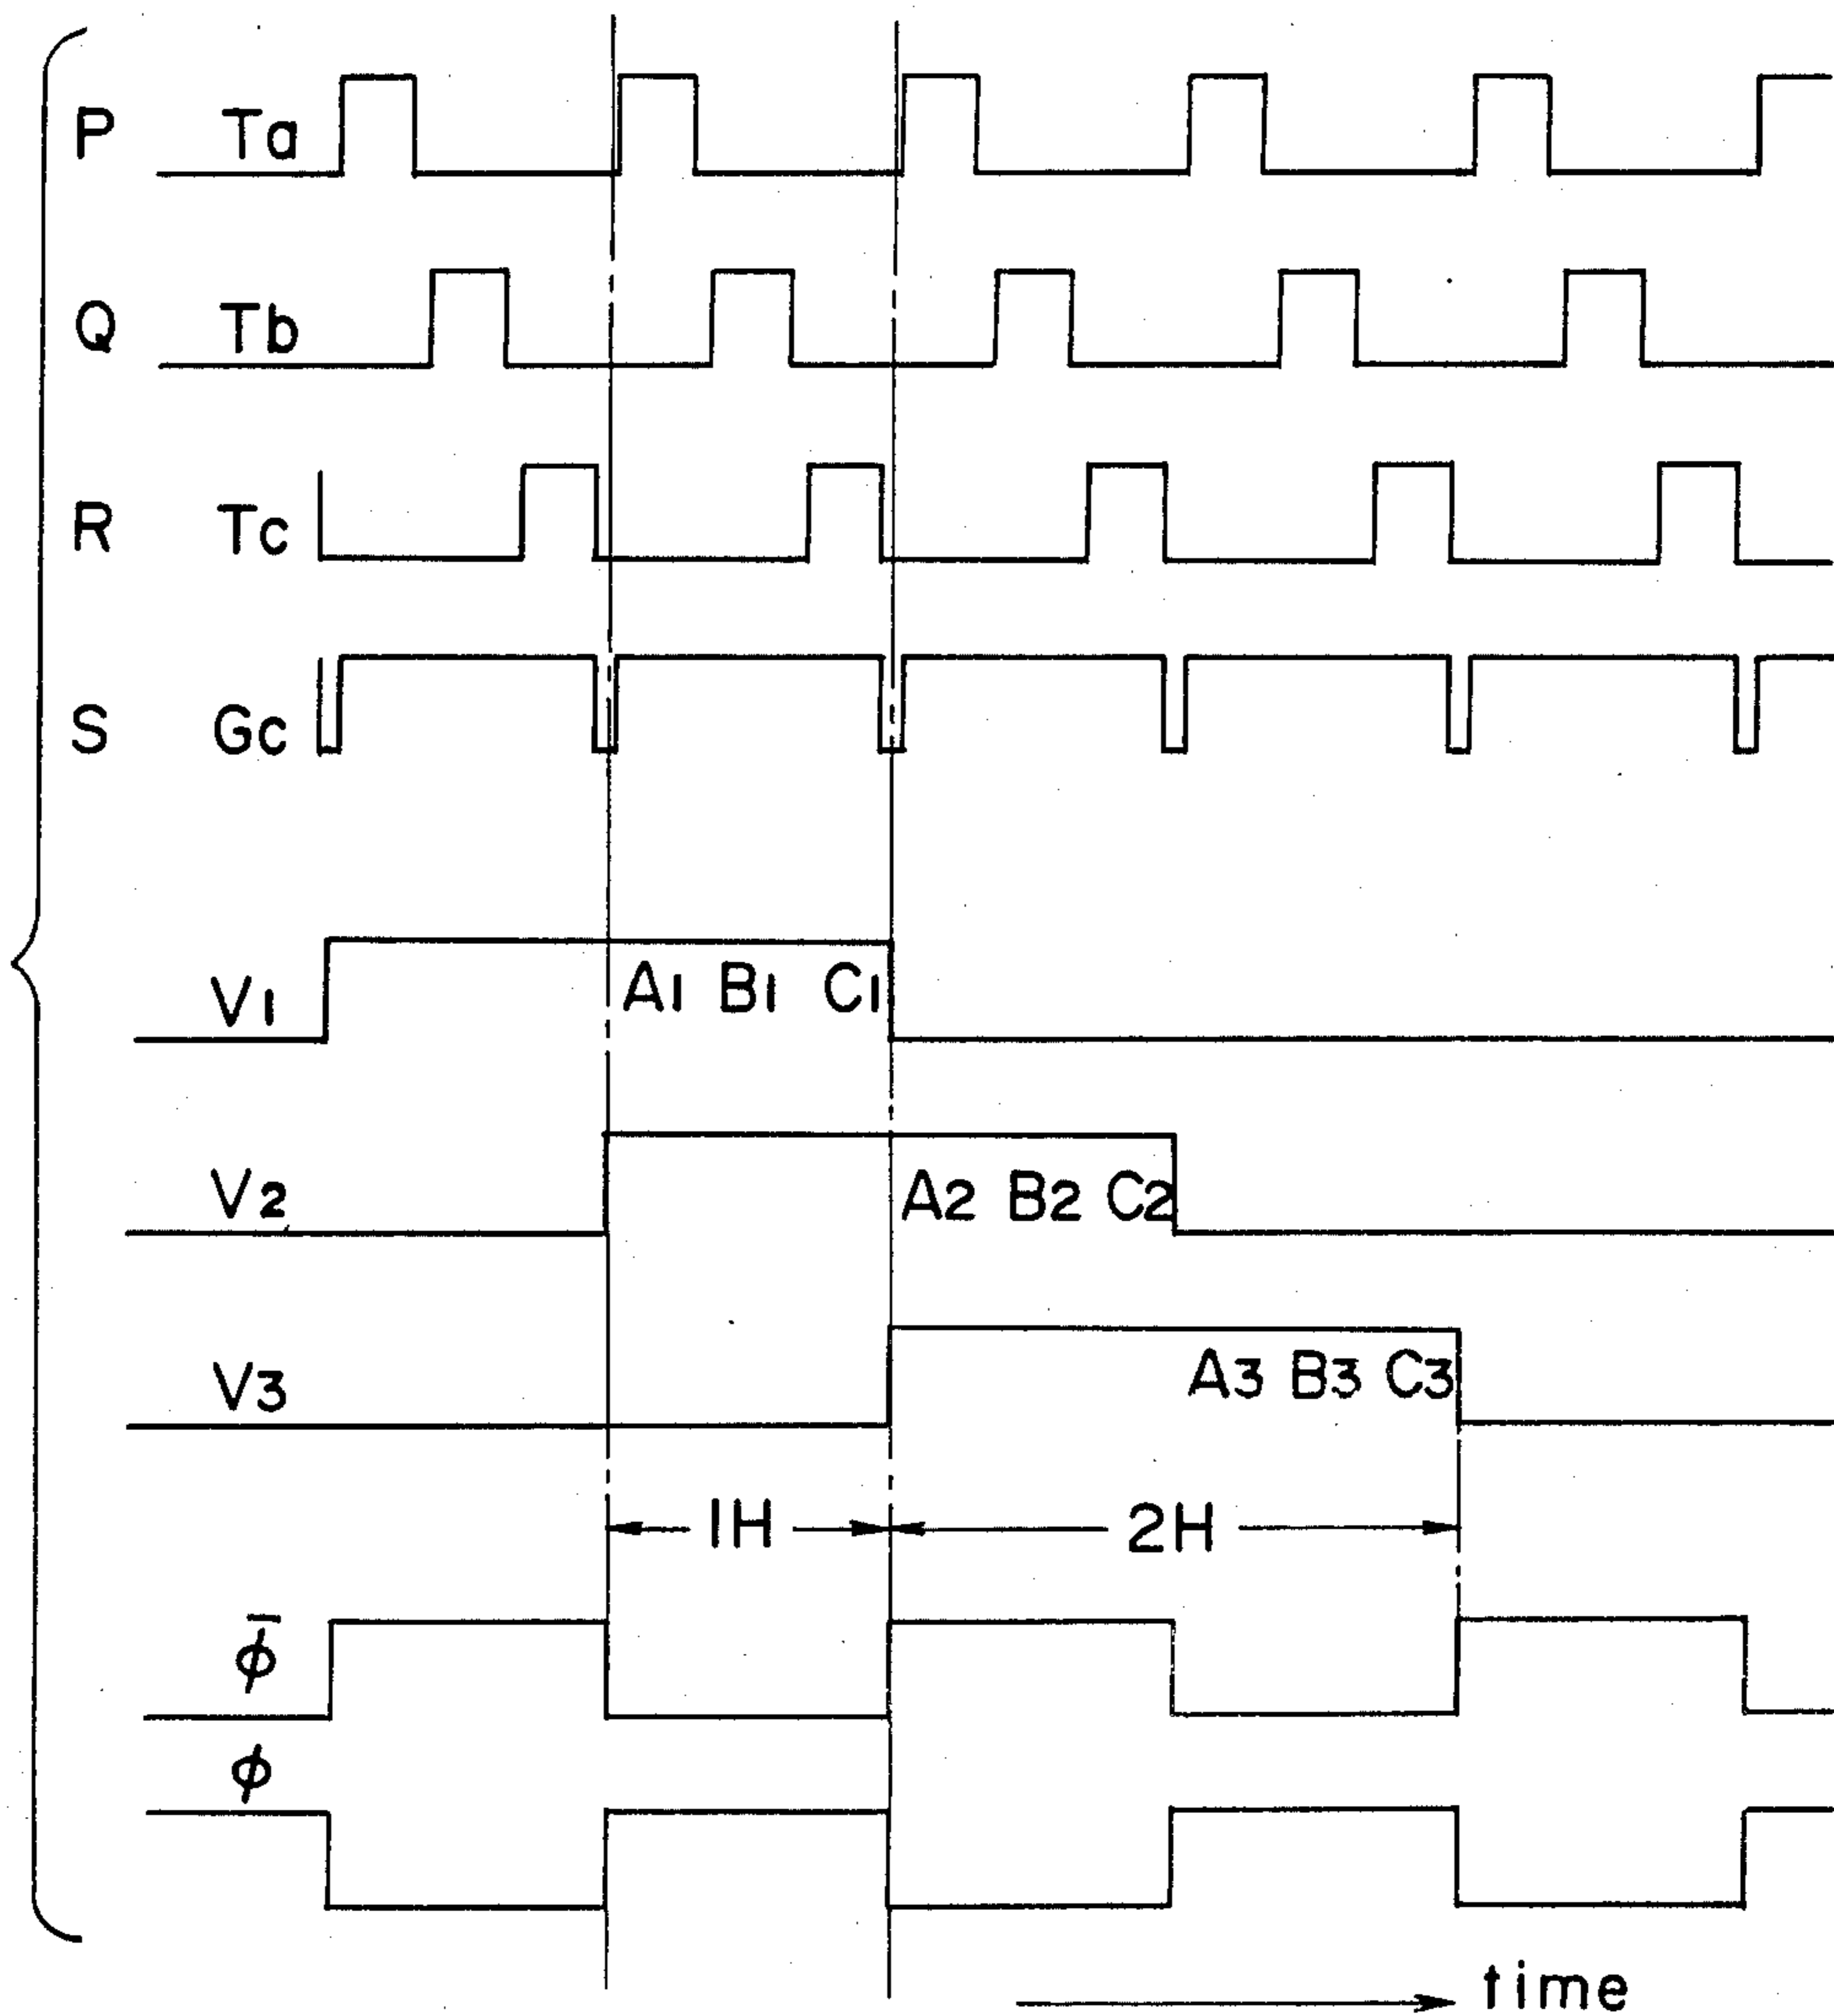 P Ta
Q Tb
R Tc
S Gc
V1 A1 B1 C1
V2 A2 B2 C2
V3 A3 B3 C3
1H 2H
ϕ̄
ϕ
time